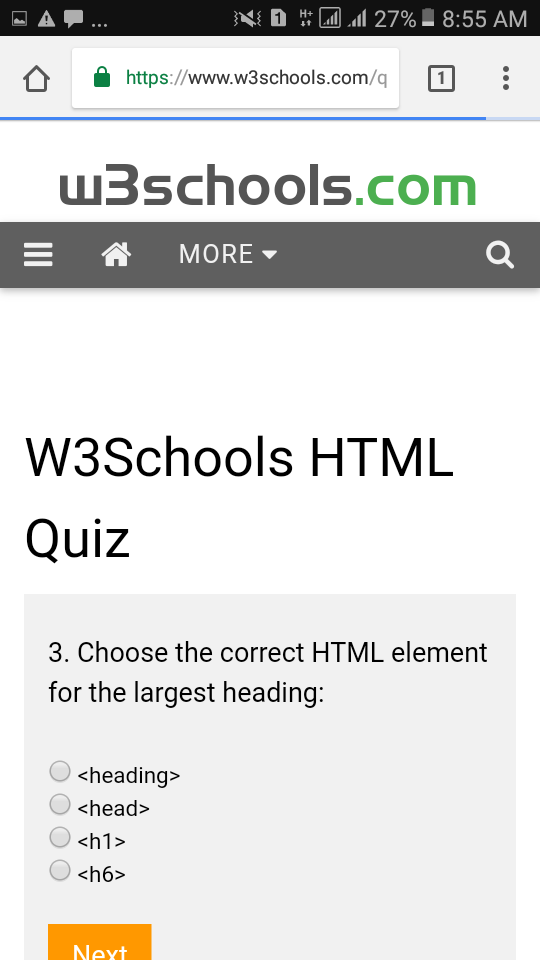 ... 1 H+ 27% 8:55 AM
https://www.w3schools.com/q 1
w3schools.com
MORE
W3Schools HTML
Quiz
3. Choose the correct HTML element
for the largest heading:
<heading>
<head>
<h1>
<h6>
Next